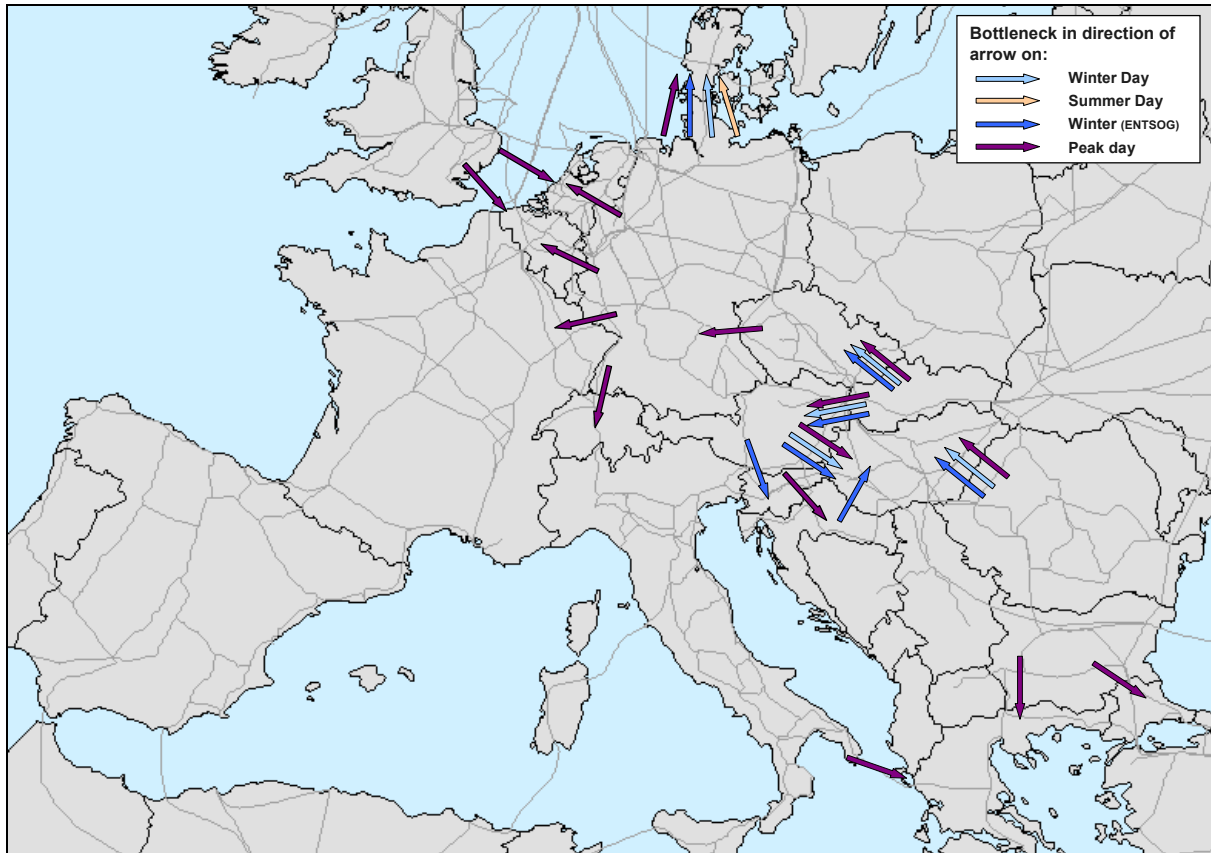 Bottleneck in direction of
arrow on:
Winter Day
Summer Day
Winter (ENTSOG)
Peak day